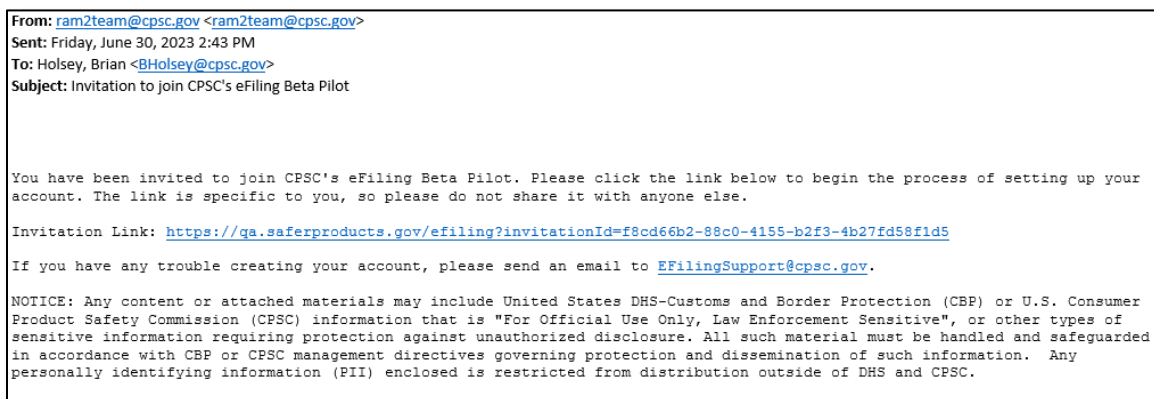 From: ram2team@cpsc.gov <ram2team@cpsc.gov>
Sent: Friday, June 30, 2023 2:43 PM
To: Holsey, Brian <BHolsey@cpsc.gov>
Subject: Invitation to join CPSC's eFiling Beta Pilot
You have been invited to join CPSC's eFiling Beta Pilot. Please click the link below to begin the process of setting up your
account. The link is specific to you, so please do not share it with anyone else.
Invitation Link: https://qa.saferproducts.gov/efiling?invitationId=f8cd66b2-88c0-4155-b2f3-4b27fd58f1d5
If you have any trouble creating your account, please send an email to EFilingSupport@cpsc.gov.
NOTICE: Any content or attached materials may include United States DHS-Customs and Border Protection (CBP) or U.S. Consumer
Product Safety Commission (CPSC) information that is "For Official Use Only, Law Enforcement Sensitive", or other types of
sensitive information requiring protection against unauthorized disclosure. All such material must be handled and safeguarded
in accordance with CBP or CPSC management directives governing protection and dissemination of such information.  Any
personally identifying information (PII) enclosed is restricted from distribution outside of DHS and CPSC.